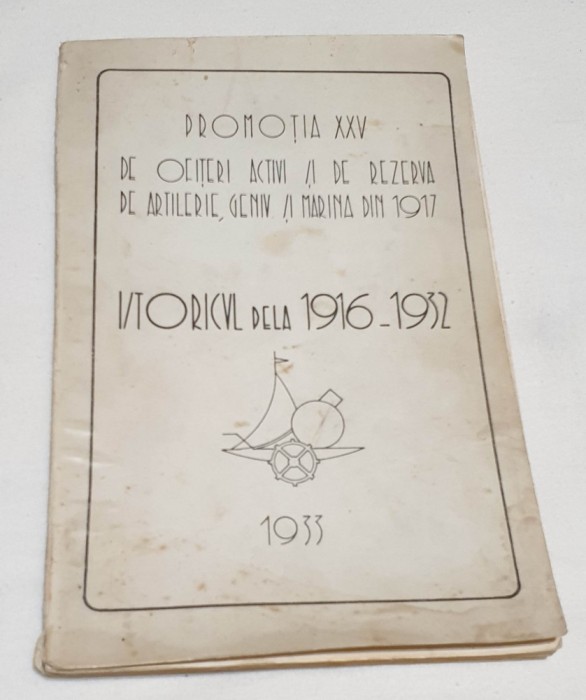 PROMOȚIA XXV
DE OFIȚERI ACTIVI ȘI DE REZERVA
DE ARTILERIE, GENIU ȘI MARINA DIN 1917
ISTORICUL DELA 1916-1932
1933